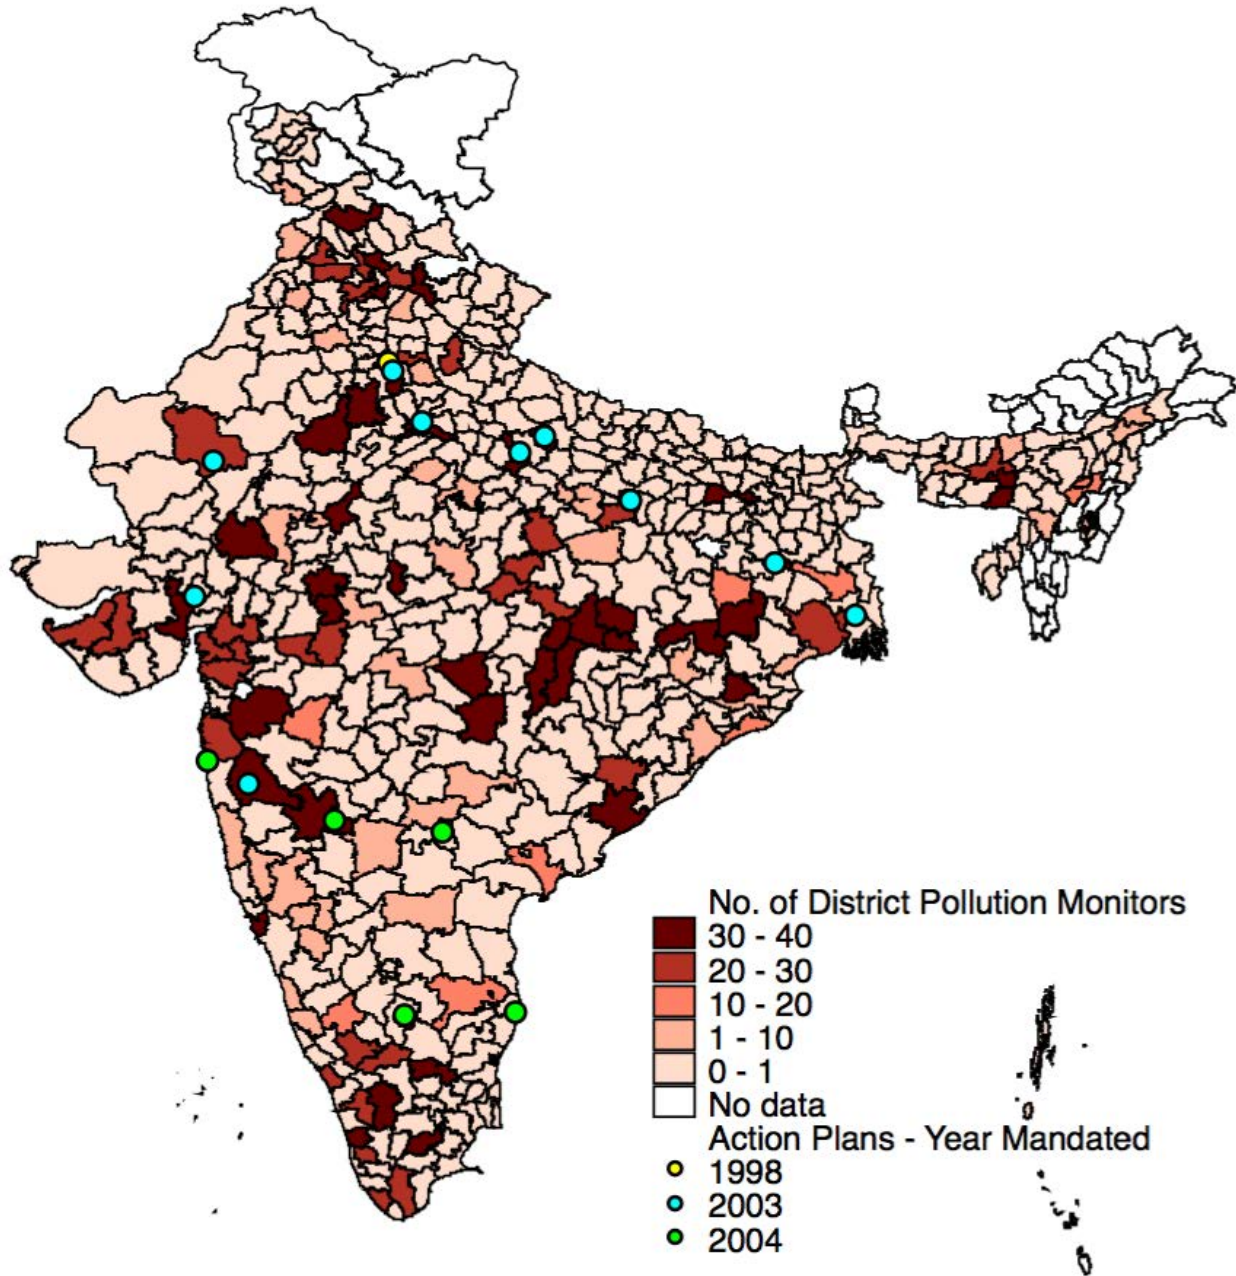 No. of District Pollution Monitors
30 - 40
20 - 30
10 - 20
1 - 10
0 - 1
No data
Action Plans - Year Mandated
1998
2003
2004